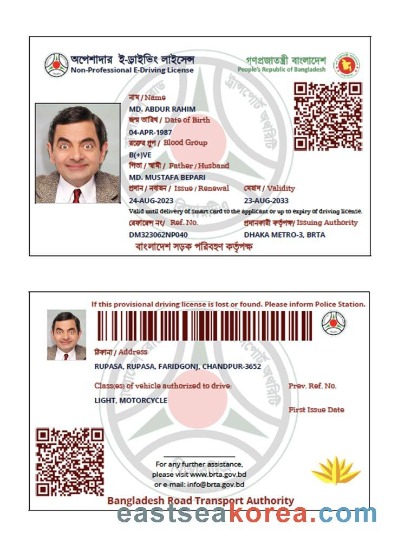 অপেশাদার ই-ড্রাইভিং লাইসেন্স
Non-Professional E-Driving License
গণপ্রজাতন্ত্রী বাংলাদেশ
People's Republic of Bangladesh
নাম / Name
MD. ABDUR RAHIM
জন্ম তারিখ / Date of Birth
04-APR-1987
রক্তের গ্রুপ / Blood Group
B(+)VE
পিতা / স্বামী / Father /Husband
MD. MUSTAFA BEPARI
প্রদান / নবায়ন / Issue / Renewal
মেয়াদ / Validity
24-AUG-2023
23-AUG-2033
Valid until delivery of smart card to the applicant or up to expiry of driving license.
রেফারেন্স নং/ Ref. No.
প্রদানকারী কর্তৃপক্ষ/ Issuing Authority
DM323062NP040
DHAKA METRO-3, BRTA
বাংলাদেশ সড়ক পরিবহণ কর্তৃপক্ষ
If this provisional driving license is lost or found. Please inform Police Station.
ঠিকানা / Address
RUPASA, RUPASA, FARIDGONJ, CHANDPUR-3652
Class(es) of vehicle authorized to drive:
Prev. Ref. No.
LIGHT, MOTORCYCLE
First Issue Date
For any further assistance,
please visit www.brta.gov.bd
or e-mail: info@brta.gov.bd
Bangladesh Road Transport Authority
eastseakorea.com